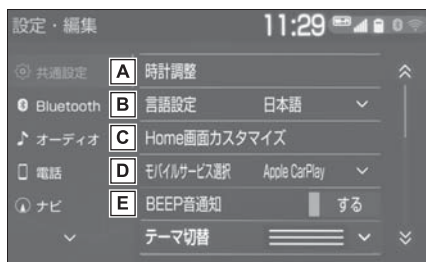 設定・編集 11:29
共通設定 A 時計調整
Bluetooth B 言語設定 日本語
オーディオ C Home画面カスタマイズ
電話 D モバイルサービス選択 Apple CarPlay
ナビ E BEEP音通知 する
テーマ切替